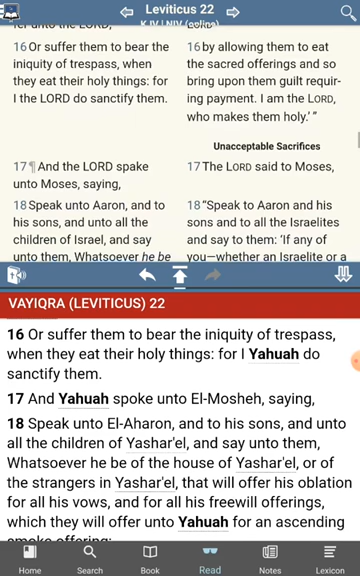 Leviticus 22
KJV | NIV (online)
fer unto the LORD;
LORD
16 Or suffer them to bear the
iniquity of trespass, when
they eat their holy things: for
I the LORD do sanctify them.
17 ¶ And the LORD spake
unto Moses, saying,
18 Speak unto Aaron, and to
his sons, and unto all the
children of Israel, and say
unto them, Whatsoever he be
16 by allowing them to eat
the sacred offerings and so
bring upon them guilt requir-
ing payment. I am the LORD,
who makes them holy.’ ”
Unacceptable Sacrifices
17 The LORD said to Moses,
18 “Speak to Aaron and his
sons and to all the Israelites
and say to them: ‘If any of
you—whether an Israelite or a
VAYIQRA (LEVITICUS) 22
16 Or suffer them to bear the iniquity of trespass,
when they eat their holy things: for I Yahuah do
sanctify them.
17 And Yahuah spoke unto El-Mosheh, saying,
18 Speak unto El-Aharon, and to his sons, and unto
all the children of Yashar'el, and say unto them,
Whatsoever he be of the house of Yashar'el, or of
the strangers in Yashar'el, that will offer his oblation
for all his vows, and for all his freewill offerings,
which they will offer unto Yahuah for an ascending
smoke offering;
Home
Search
Book
Read
Notes
Lexicon